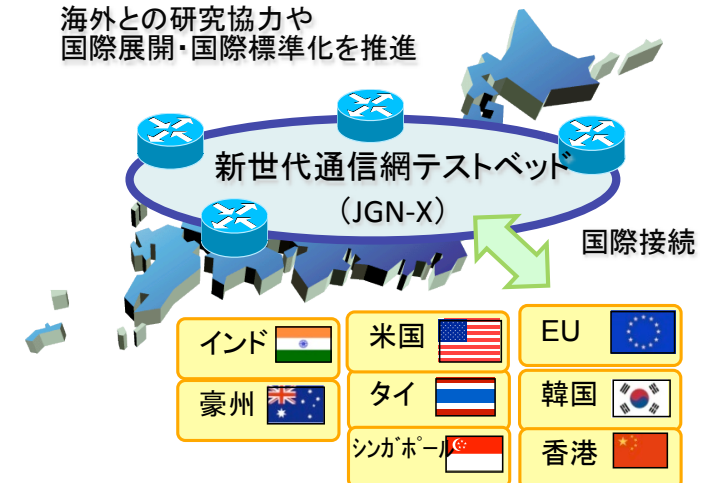 海外との研究協力や
国際展開・国際標準化を推進
新世代通信網テストベッド
（JGN-X）
国際接続
インド
米国
EU
豪州
タイ
韓国
シンガポール
香港